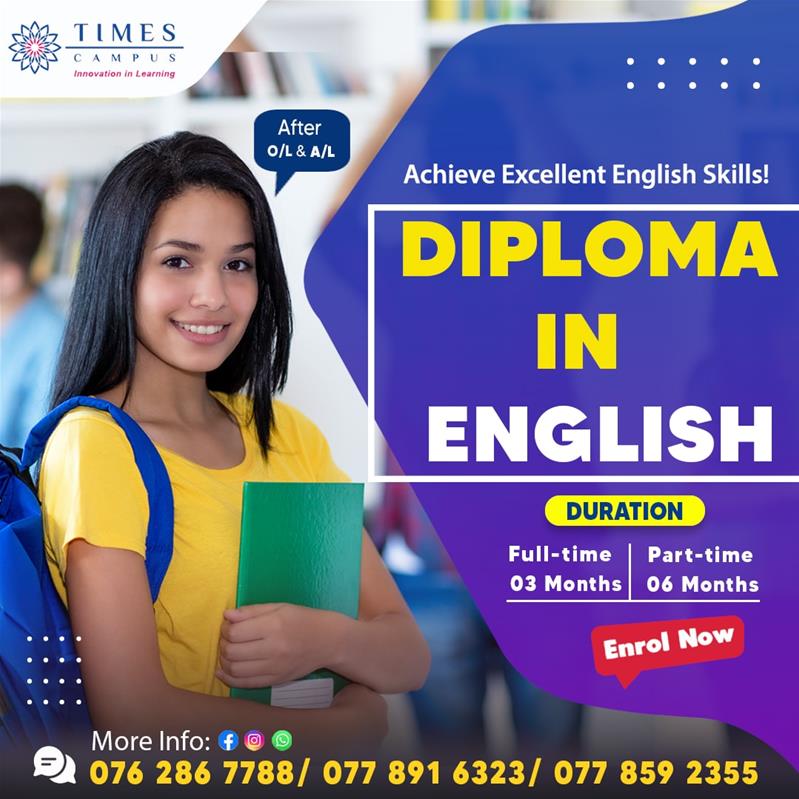 TIMES
CAMPUS
Innovation in Learning
After
O/L & A/L
Achieve Excellent English Skills!
DIPLOMA
IN
ENGLISH
DURATION
Full-time
03 Months
Part-time
06 Months
Enrol Now
More Info:
076 286 7788/ 077 891 6323/ 077 859 2355